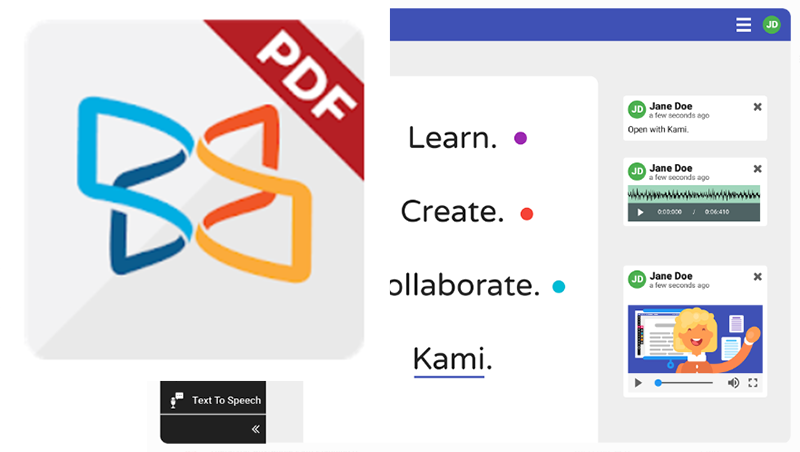 PDF
JD
Learn.
Create.
ollaborate.
Kami.
JD Jane Doe
a few seconds ago
Open with Kami.
JD Jane Doe
a few seconds ago
0:00:000 / 0:06:410
JD Jane Doe
a few seconds ago
Text To Speech